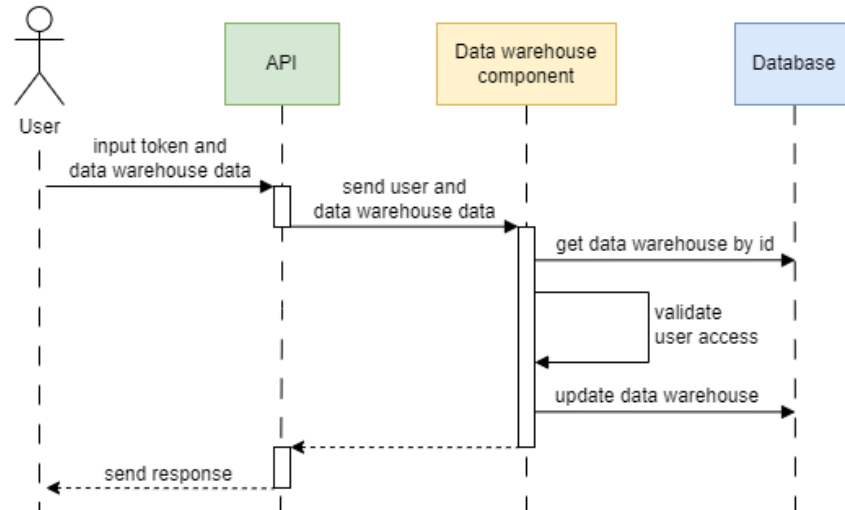 API
Data warehouse
component
Database
User
input token and
data warehouse data
send user and
data warehouse data
get data warehouse by id
validate
user access
update data warehouse
send response